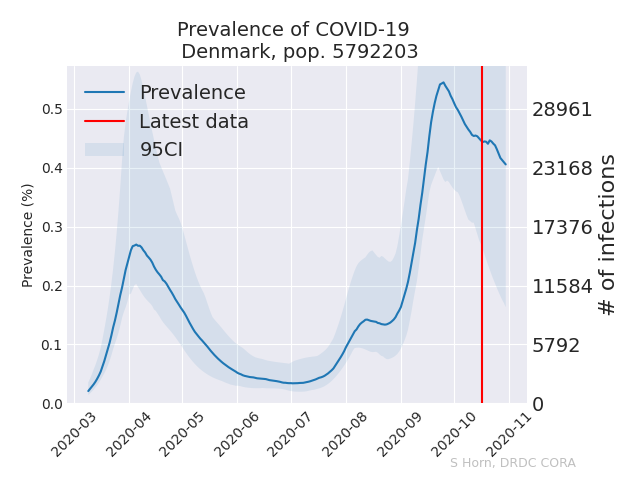 Prevalence of COVID-19
Denmark, pop. 5792203
Prevalence
Latest data
95CI
Prevalence (%)
0.5
0.4
0.3
0.2
0.1
0.0
28961
23168
17376
11584
5792
0
# of infections
2020-03
2020-04
2020-05
2020-06
2020-07
2020-08
2020-09
2020-10
2020-11
S Horn, DRDC CORA